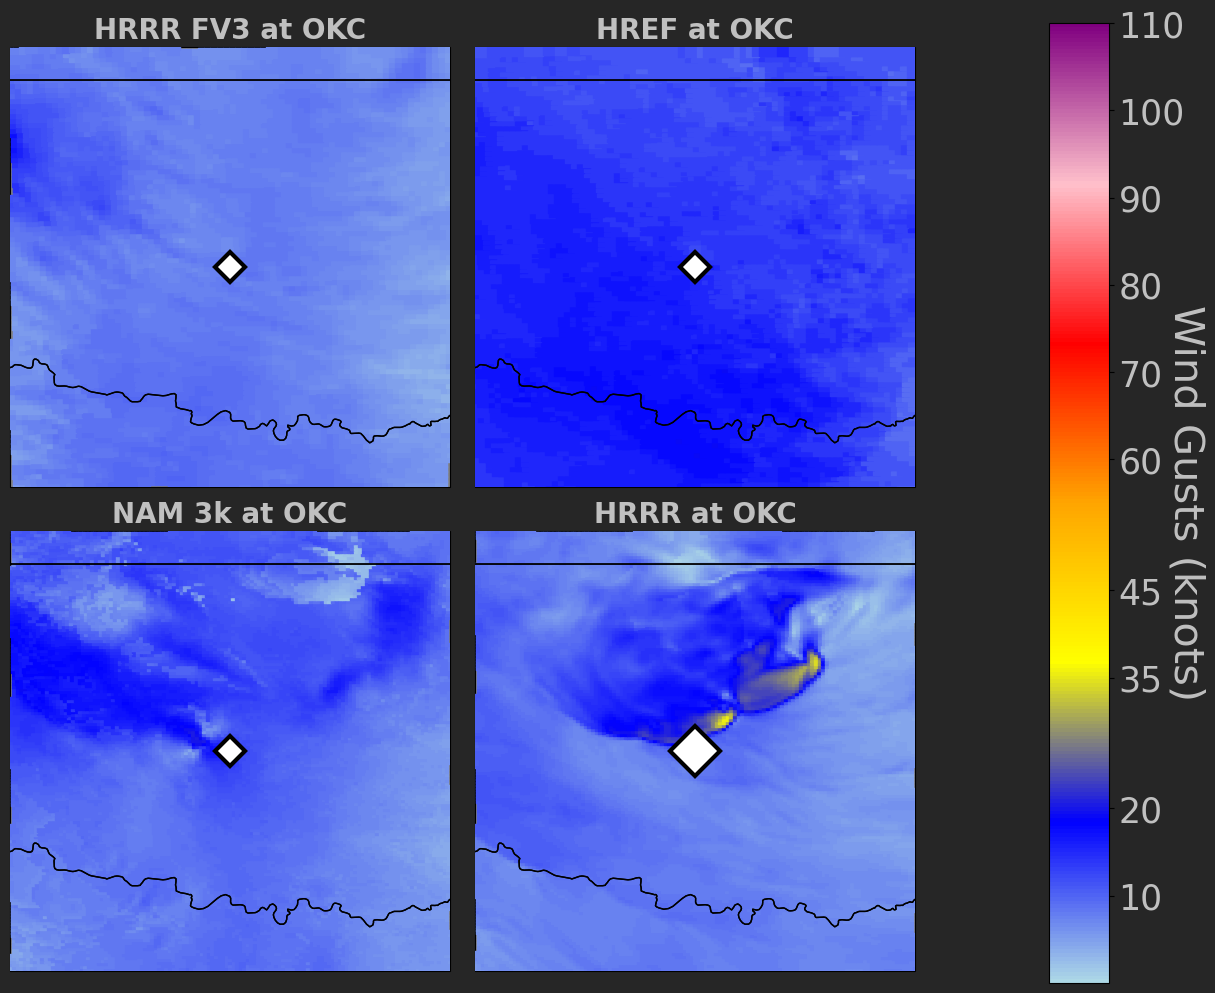 HRRR FV3 at OKC
HREF at OKC
NAM 3k at OKC
HRRR at OKC
110
100
90
80
70
60
45
35
20
10
Wind Gusts (knots)